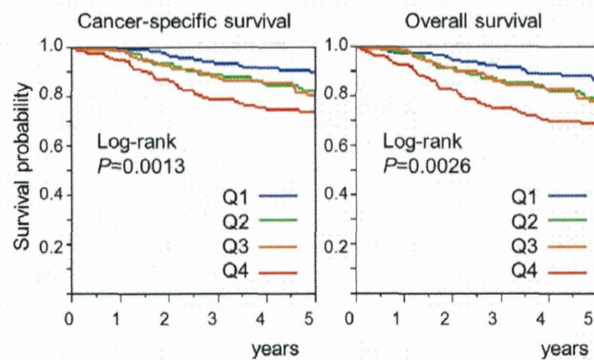 Cancer-specific survival
Overall survival
Survival probability
1.0
0.8
0.6
0.4
0.2
Log-rank
P=0.0013
Q1
Q2
Q3
Q4
0 1 2 3 4 5
years
1.0
0.8
0.6
0.4
0.2
Log-rank
P=0.0026
Q1
Q2
Q3
Q4
0 1 2 3 4 5
years